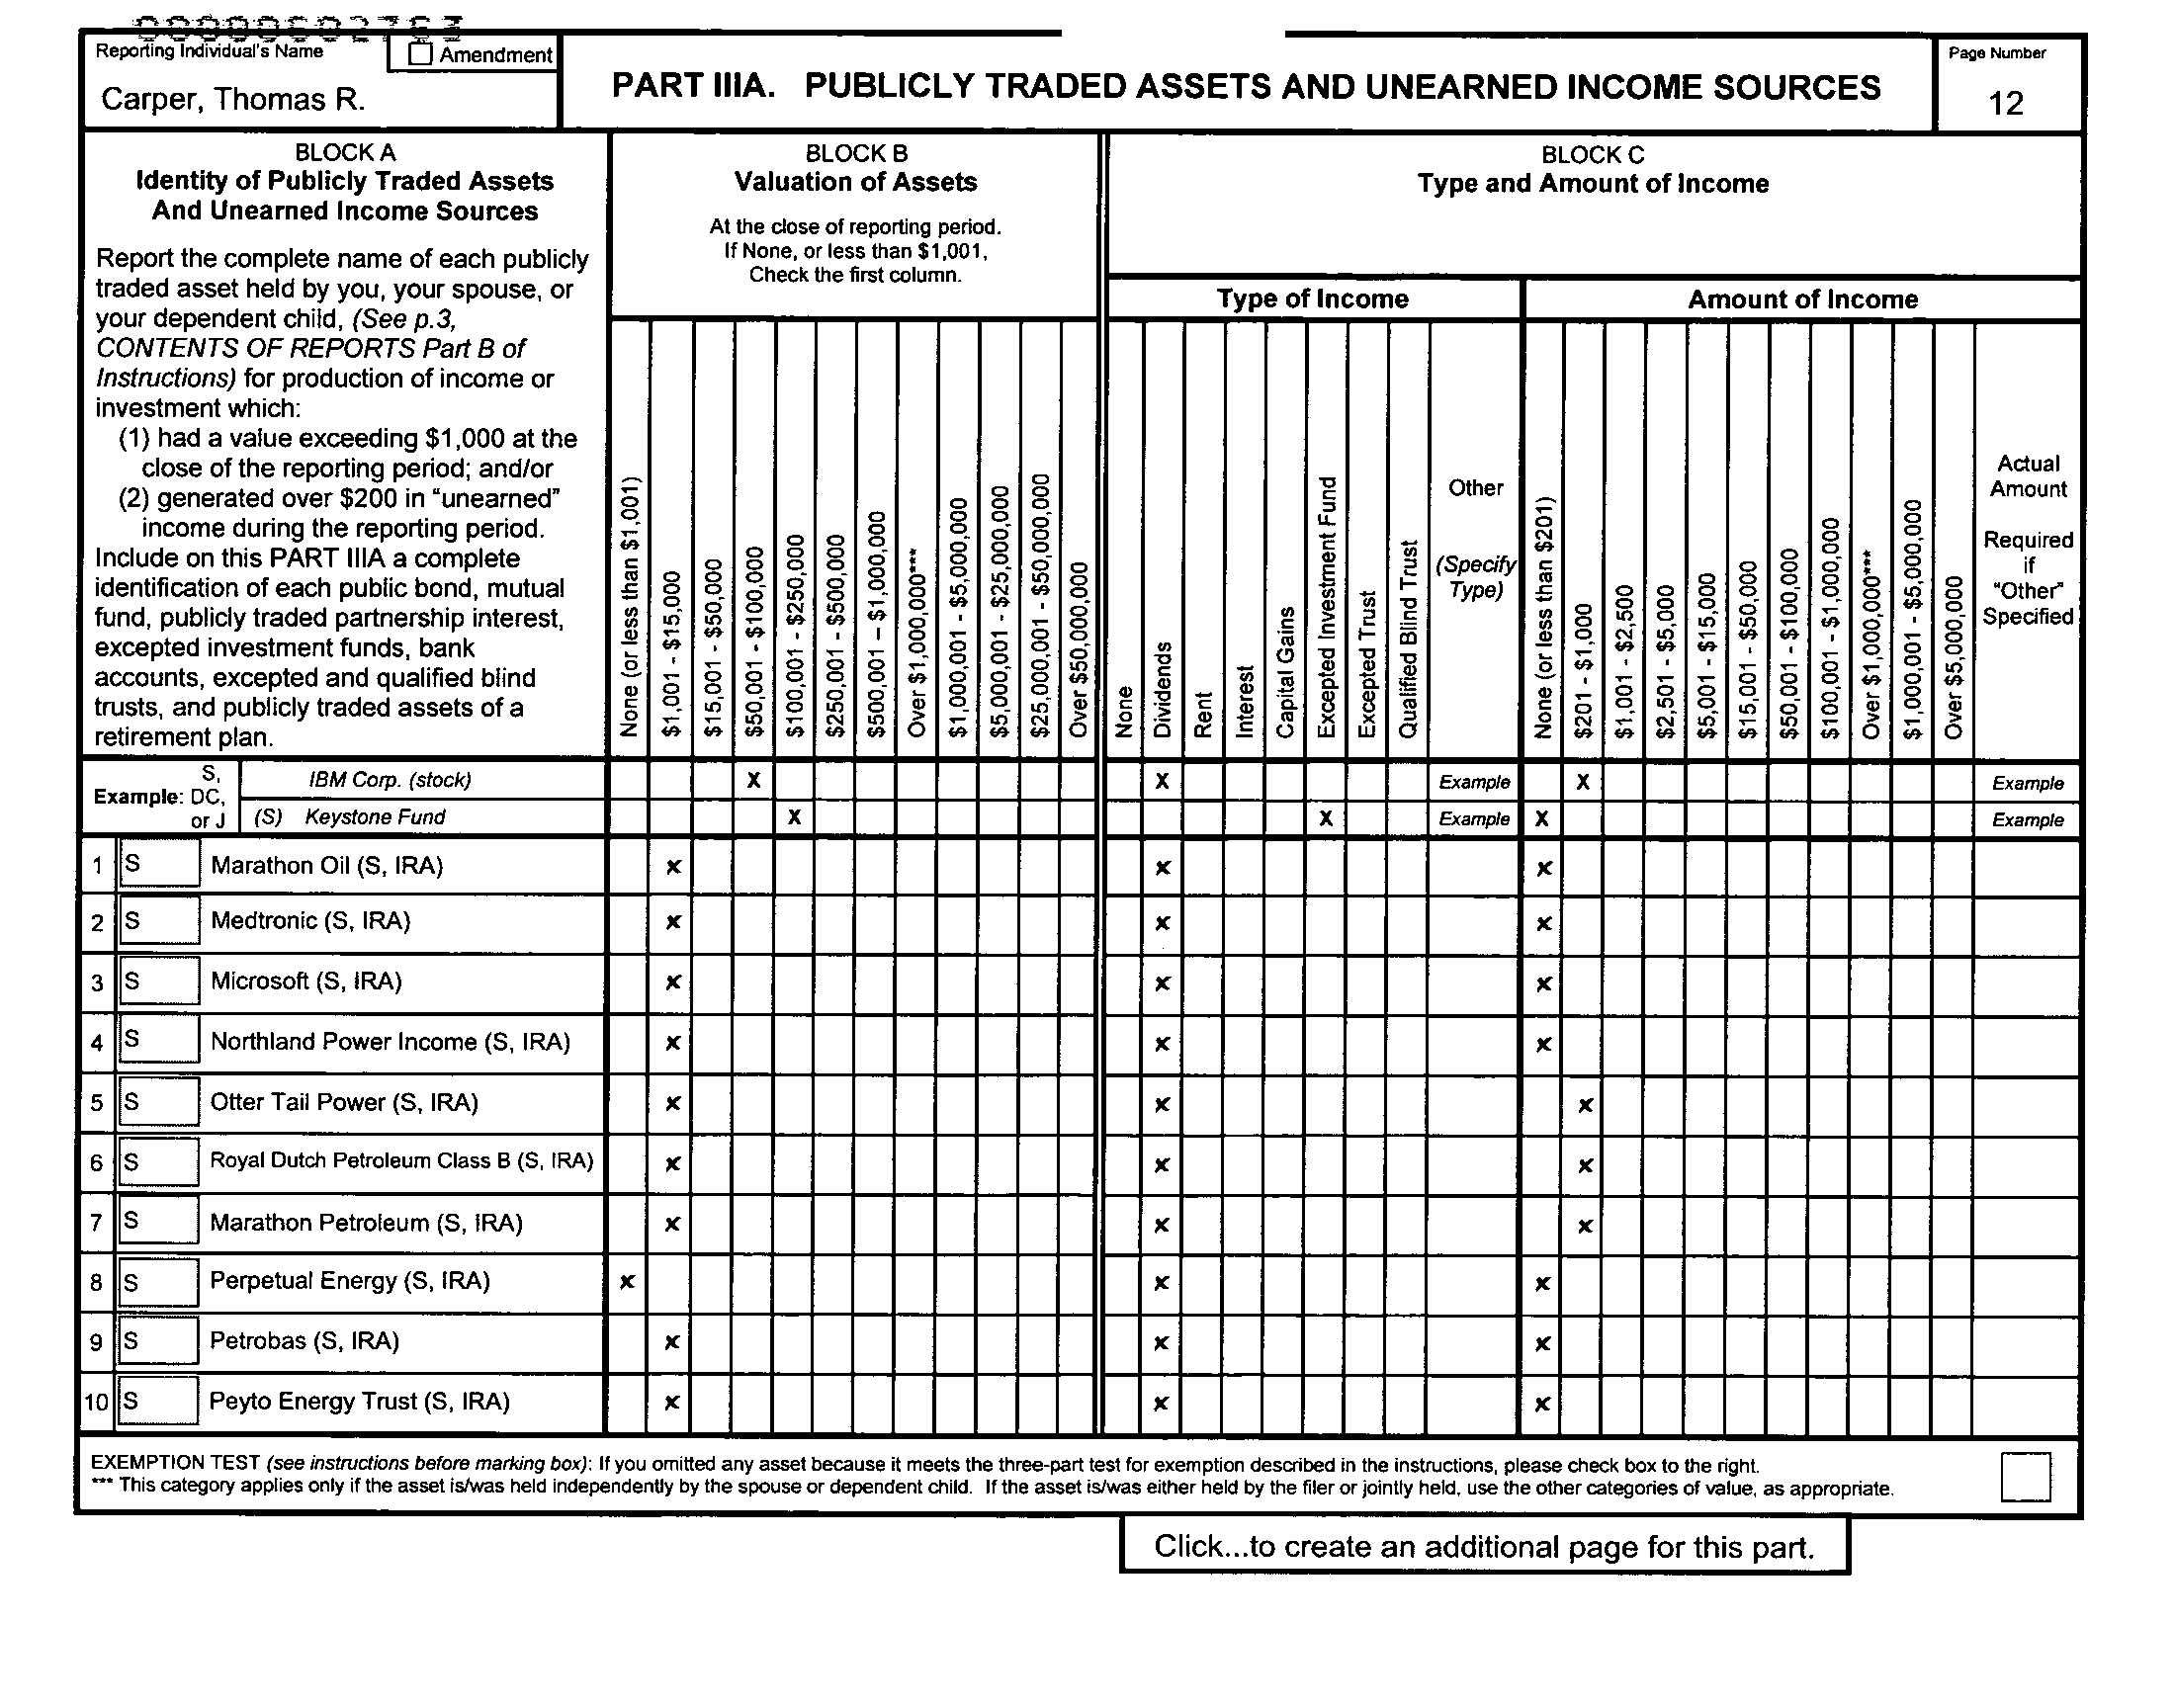 Reporting Individual's Name
Amendment
Carper, Thomas R.
PART IIIA. PUBLICLY TRADED ASSETS AND UNEARNED INCOME SOURCES
Page Number
12
BLOCK A
Identity of Publicly Traded Assets
And Unearned Income Sources
Report the complete name of each publicly
traded asset held by you, your spouse, or
your dependent child, (See p.3,
CONTENTS OF REPORTS Part B of
Instructions) for production of income or
investment which:
(1) had a value exceeding $1,000 at the
close of the reporting period; and/or
(2) generated over $200 in "unearned"
income during the reporting period.
Include on this PART IIIA a complete
identification of each public bond, mutual
fund, publicly traded partnership interest,
excepted investment funds, bank
accounts, excepted and qualified blind
trusts, and publicly traded assets of a
retirement plan.
BLOCK B
Valuation of Assets
At the close of reporting period.
If None, or less than $1,001,
Check the first column.
None (or less than $1,001)
$1,001 - $15,000
$15,001 - $50,000
$50,001 - $100,000
$100,001 - $250,000
$250,001 - $500,000
$500,001 – $1,000,000
Over $1,000,000***
$1,000,001 - $5,000,000
$5,000,001 - $25,000,000
$25,000,001 - $50,000,000
Over $50,000,000
BLOCK C
Type and Amount of Income
Type of Income
None
Dividends
Rent
Interest
Capital Gains
Excepted Investment Fund
Excepted Trust
Qualified Blind Trust
Other
(Specify
Type)
Amount of Income
None (or less than $201)
$201 - $1,000
$1,001 - $2,500
$2,501 - $5,000
$5,001 - $15,000
$15,001 - $50,000
$50,001 - $100,000
$100,001 - $1,000,000
Over $1,000,000***
$1,000,001 - $5,000,000
Over $5,000,000
Actual
Amount
Required
if
"Other"
Specified
Example: S, DC, or J
IBM Corp. (stock) X X Example X Example
(S) Keystone Fund X X Example X Example
1 S Marathon Oil (S, IRA) x x x
2 S Medtronic (S, IRA) x x x
3 S Microsoft (S, IRA) x x x
4 S Northland Power Income (S, IRA) x x x
5 S Otter Tail Power (S, IRA) x x x
6 S Royal Dutch Petroleum Class B (S, IRA) x x x
7 S Marathon Petroleum (S, IRA) x x x
8 S Perpetual Energy (S, IRA) x x x
9 S Petrobas (S, IRA) x x x
10 S Peyto Energy Trust (S, IRA) x x x
EXEMPTION TEST (see instructions before marking box): If you omitted any asset because it meets the three-part test for exemption described in the instructions, please check box to the right.
*** This category applies only if the asset is/was held independently by the spouse or dependent child. If the asset is/was either held by the filer or jointly held, use the other categories of value, as appropriate.
Click...to create an additional page for this part.